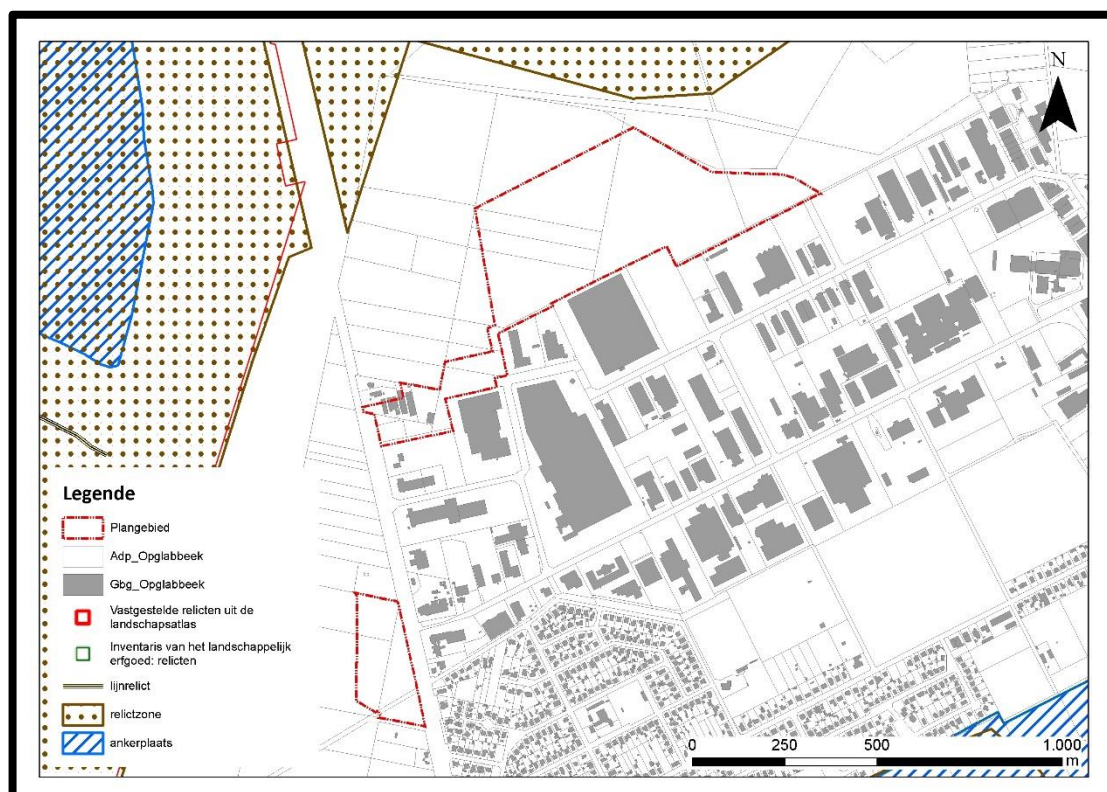 N
Legende
Plangebied
Adp_Opglabbeek
Gbg_Opglabbeek
Vastgestelde relicten uit de
landschapsatlas
Inventaris van het landschappelijk
erfgoed: relicten
lijnrelict
relictzone
ankerplaats
0 250 500 1.000
m